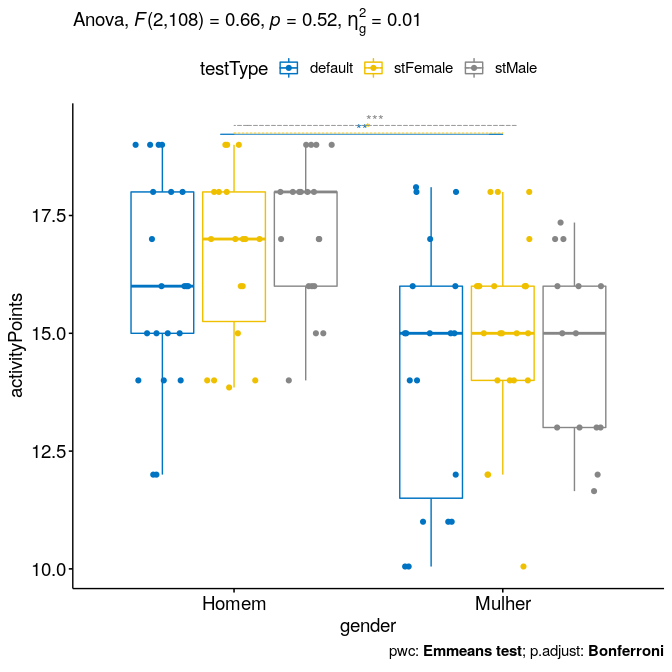 Anova, F(2,108) = 0.66, p = 0.52, η²g = 0.01
testType default stFemale stMale
***
**
17.5
15.0
12.5
10.0
activityPoints
Homem Mulher
gender
pwc: Emmeans test; p.adjust: Bonferroni